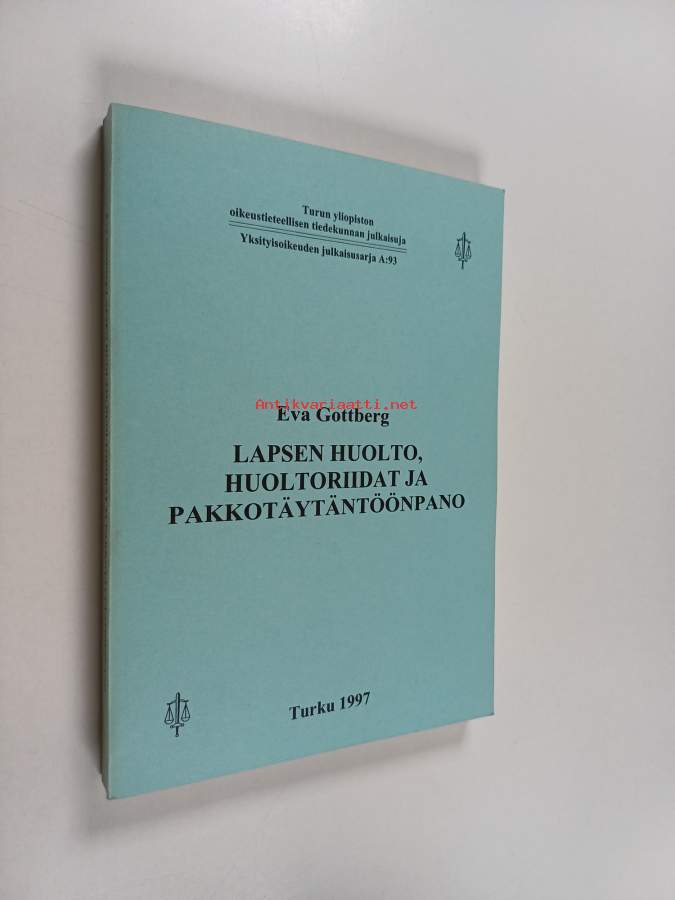 Turun yliopiston
oikeustieteellisen tiedekunnan julkaisuja
Yksityisoikeuden julkaisusarja A:93
Antikvariaatti.net
Eva Gottberg
LAPSEN HUOLTO,
HUOLTORIIDAT JA
PAKKOTÄYTÄNTÖÖNPANO
Turku 1997